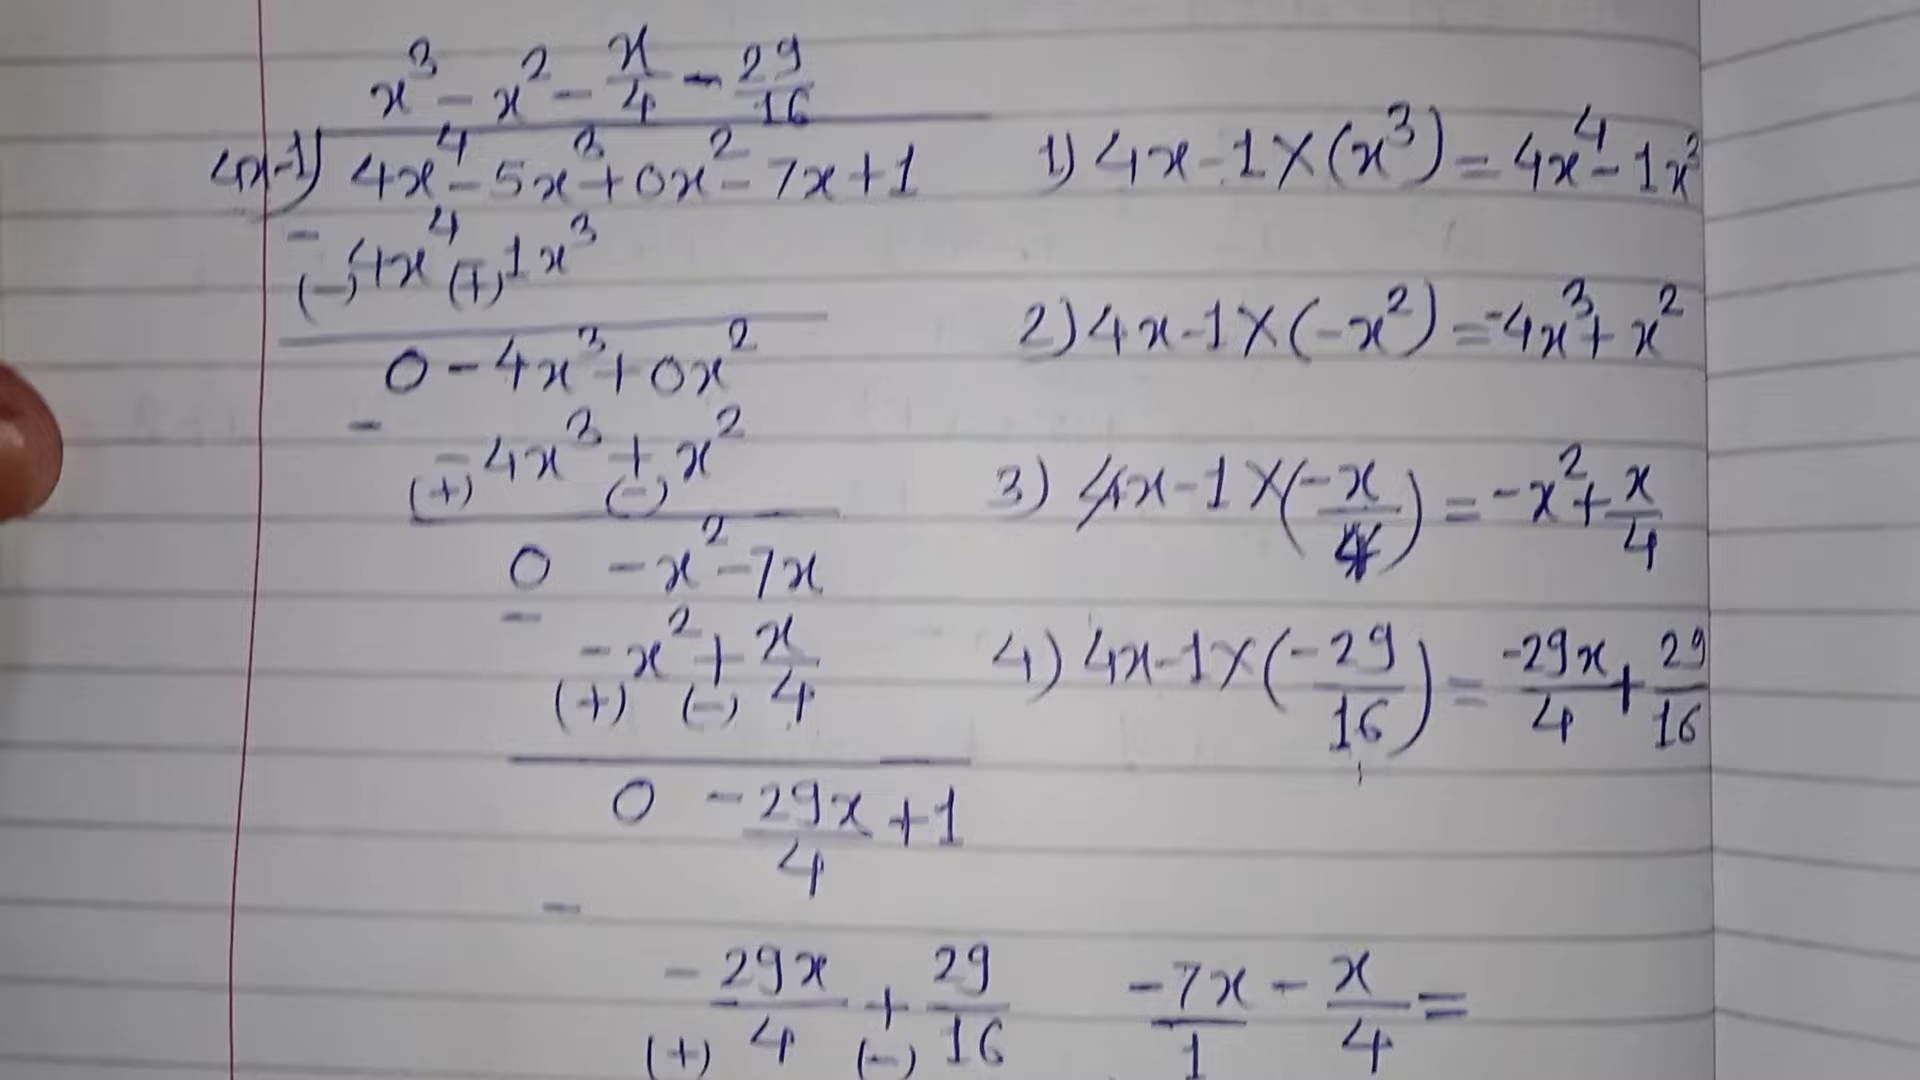 x³ - x² - x/4 - 29/16
4x-1) 4x⁴ - 5x³ + 0x² - 7x + 1
- 4x⁴ - 1x³
(-) (+)
0 - 4x³ + 0x²
- -4x³ + x²
(+) (-)
0 - x² - 7x
- -x² + x/4
(+) (-)
0 - 29x/4 + 1
- -29x/4 + 29/16
(+) (-)
1) 4x-1×(x³) = 4x⁴ - 1x³
2) 4x-1×(-x²) = -4x³ + x²
3) 4x-1×(-x/4) = -x² + x/4
4) 4x-1×(-29/16) = -29x/4 + 29/16
-7x/1 - x/4 =